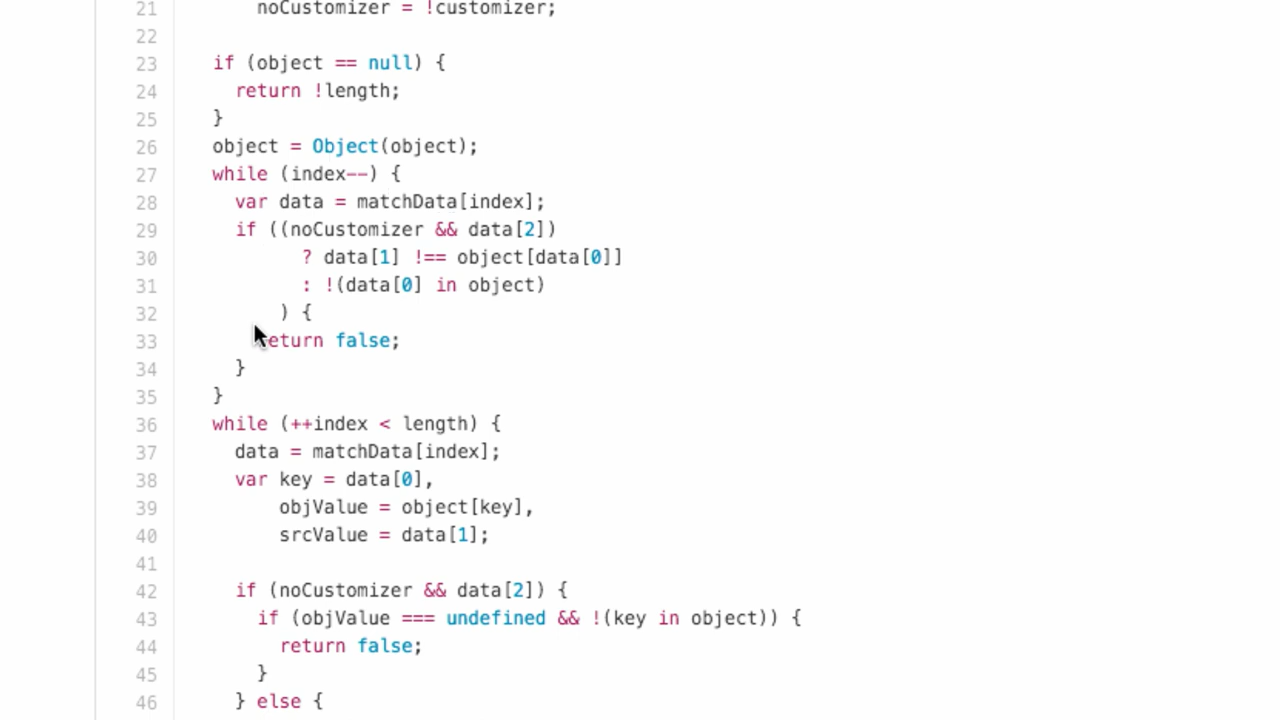 21 noCustomizer = !customizer;
22
23 if (object == null) {
24 return !length;
25 }
26 object = Object(object);
27 while (index--) {
28 var data = matchData[index];
29 if ((noCustomizer && data[2])
30 ? data[1] !== object[data[0]]
31 : !(data[0] in object)
32 ) {
33 return false;
34 }
35 }
36 while (++index < length) {
37 data = matchData[index];
38 var key = data[0],
39 objValue = object[key],
40 srcValue = data[1];
41
42 if (noCustomizer && data[2]) {
43 if (objValue === undefined && !(key in object)) {
44 return false;
45 }
46 } else {